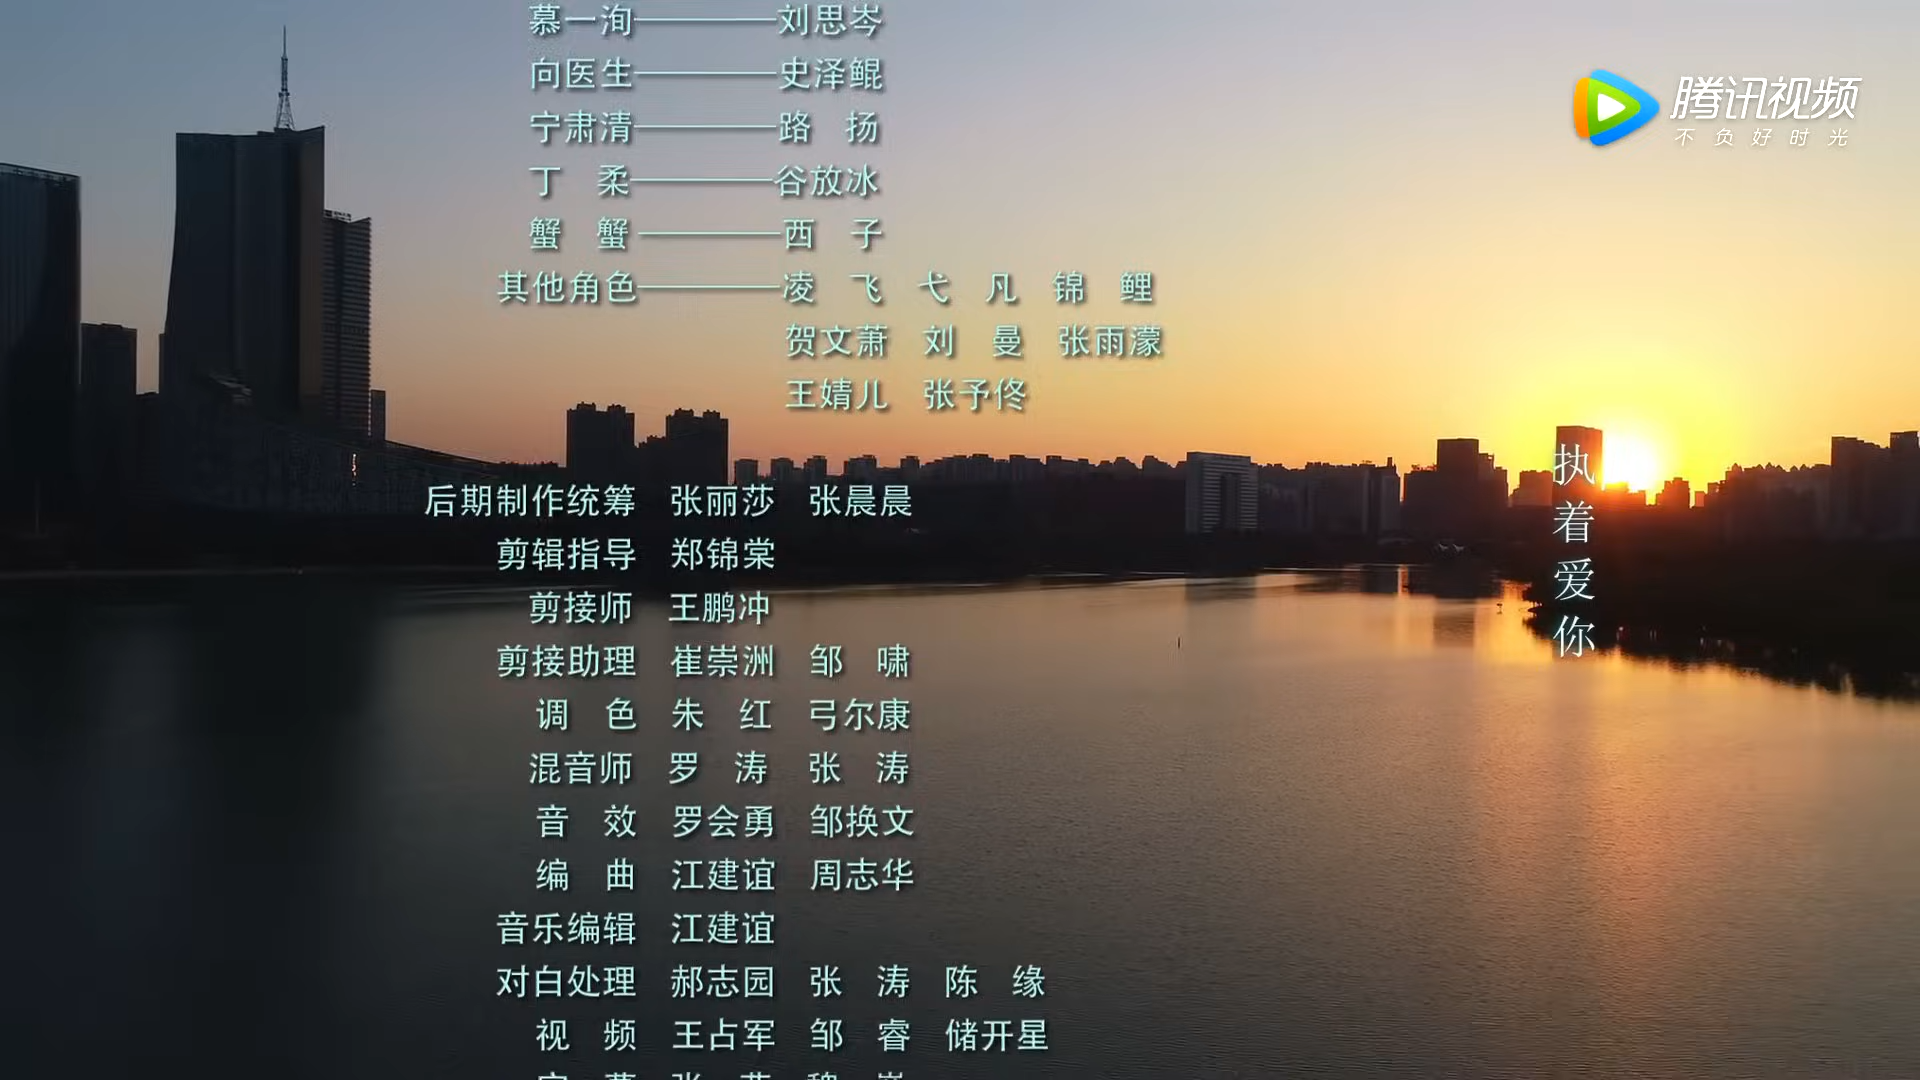 慕一洵————刘思岑
向医生————史泽鲲
宁肃清————路　扬
丁　柔————谷放冰
蟹　蟹————西　子
其他角色————凌　飞　弋　凡　锦　鲤
贺文萧　刘　曼　张雨濛
王婧儿　张予佟
后期制作统筹　张丽莎　张晨晨
剪辑指导　郑锦棠
剪接师　王鹏冲
剪接助理　崔崇洲　邹　啸
调　色　朱　红　弓尔康
混音师　罗　涛　张　涛
音　效　罗会勇　邹换文
编　曲　江建谊　周志华
音乐编辑　江建谊
对白处理　郝志园　张　涛　陈　缘
视　频　王占军　邹　睿　储开星
腾讯视频
不负好时光
执着爱你